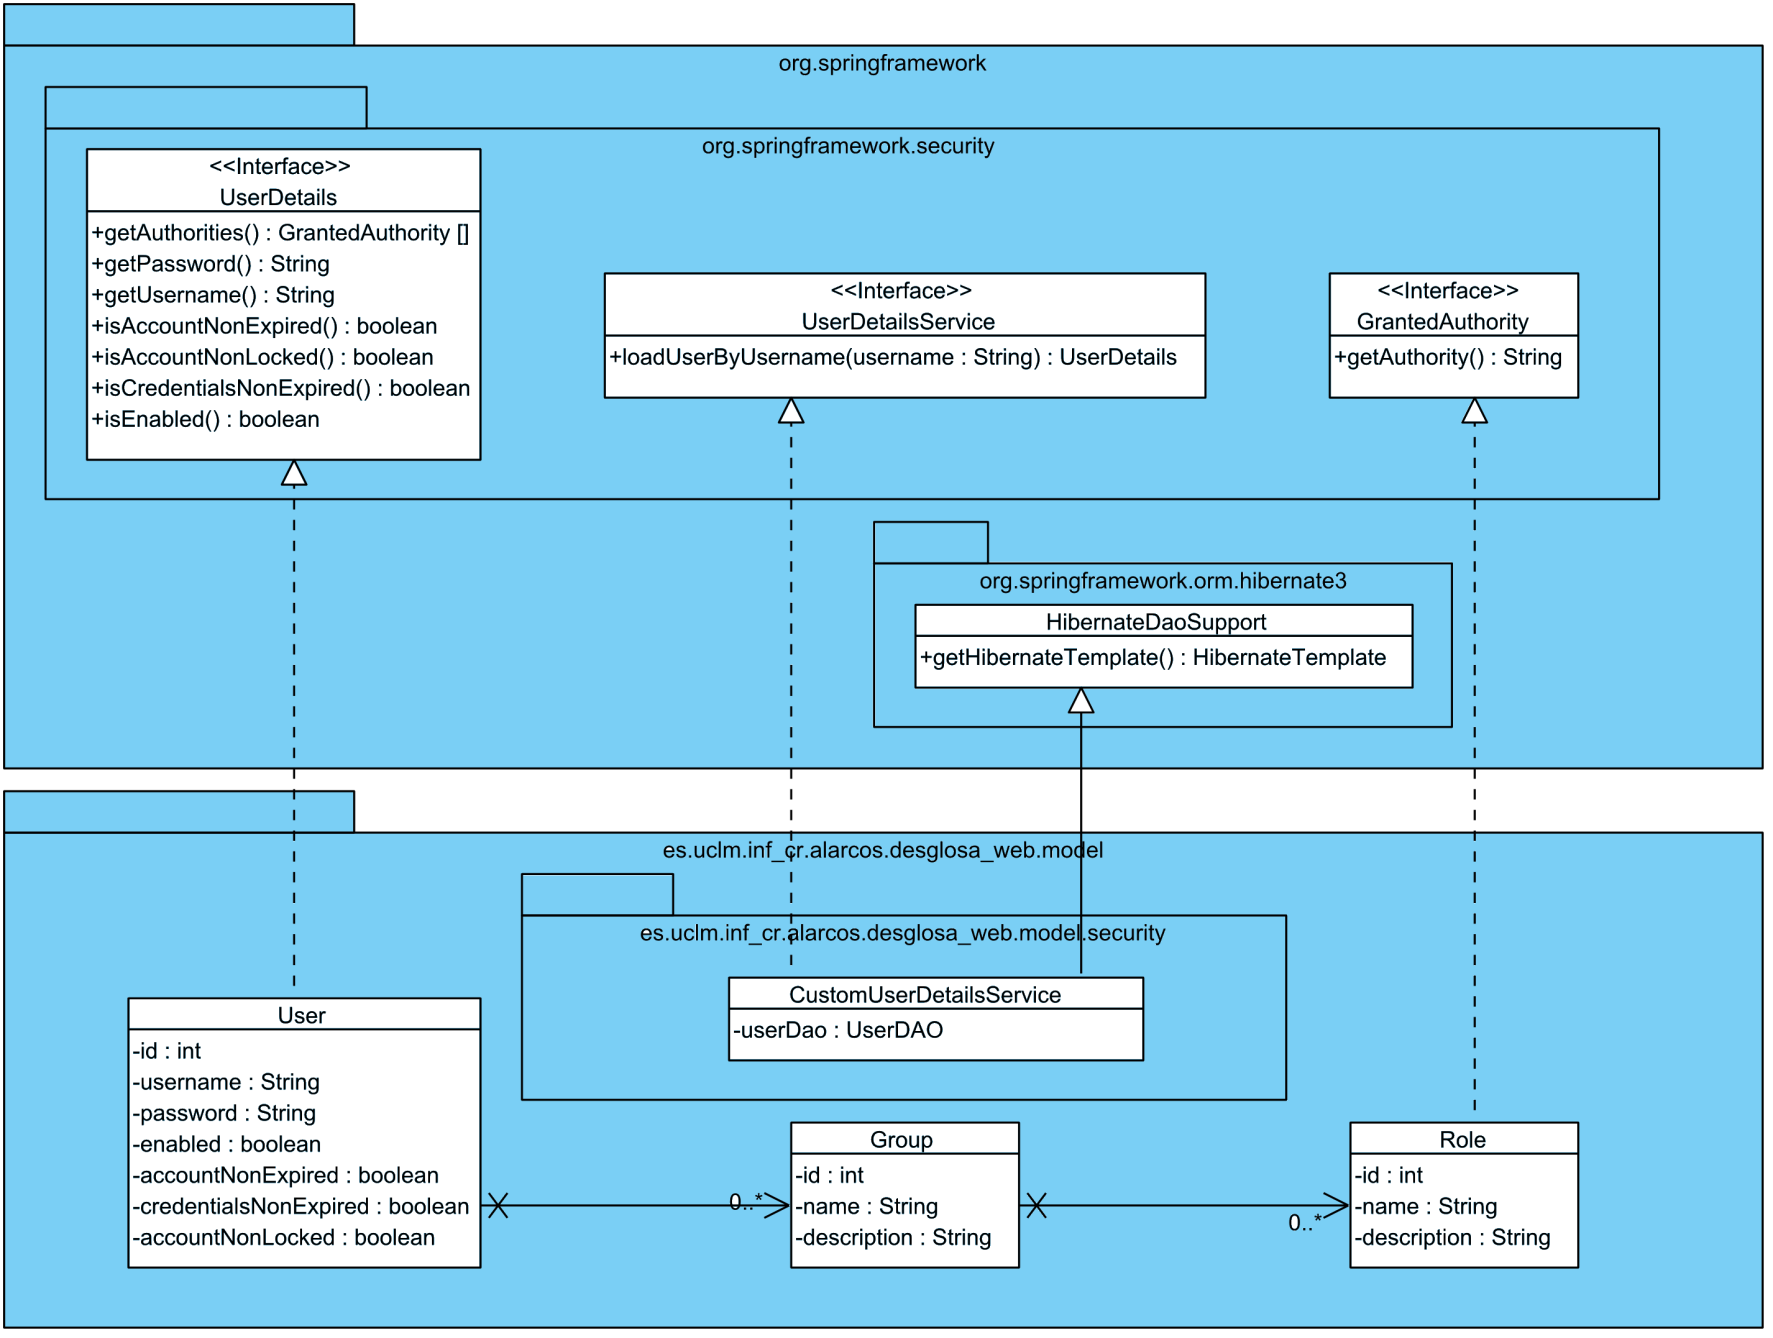 org.springframework
org.springframework.security
<<Interface>>
UserDetails
+getAuthorities() : GrantedAuthority []
+getPassword() : String
+getUsername() : String
+isAccountNonExpired() : boolean
+isAccountNonLocked() : boolean
+isCredentialsNonExpired() : boolean
+isEnabled() : boolean
<<Interface>>
UserDetailsService
+loadUserByUsername(username : String) : UserDetails
<<Interface>>
GrantedAuthority
+getAuthority() : String
org.springframework.orm.hibernate3
HibernateDaoSupport
+getHibernateTemplate() : HibernateTemplate
es.uclm.inf_cr.alarcos.desglosa_web.model
es.uclm.inf_cr.alarcos.desglosa_web.model.security
CustomUserDetailsService
-userDao : UserDAO
User
-id : int
-username : String
-password : String
-enabled : boolean
-accountNonExpired : boolean
-credentialsNonExpired : boolean
-accountNonLocked : boolean
0..*
Group
-id : int
-name : String
-description : String
0..*
Role
-id : int
-name : String
-description : String